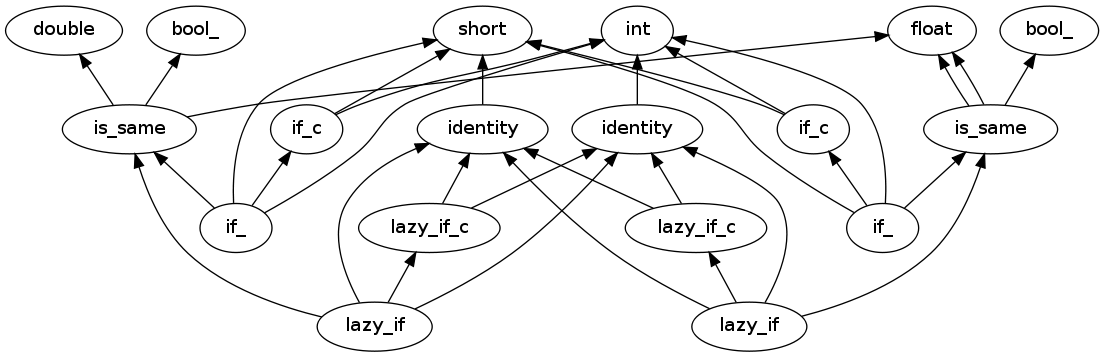 double bool_ short int float bool_
is_same if_c identity identity if_c is_same
if_ lazy_if_c lazy_if_c if_
lazy_if lazy_if